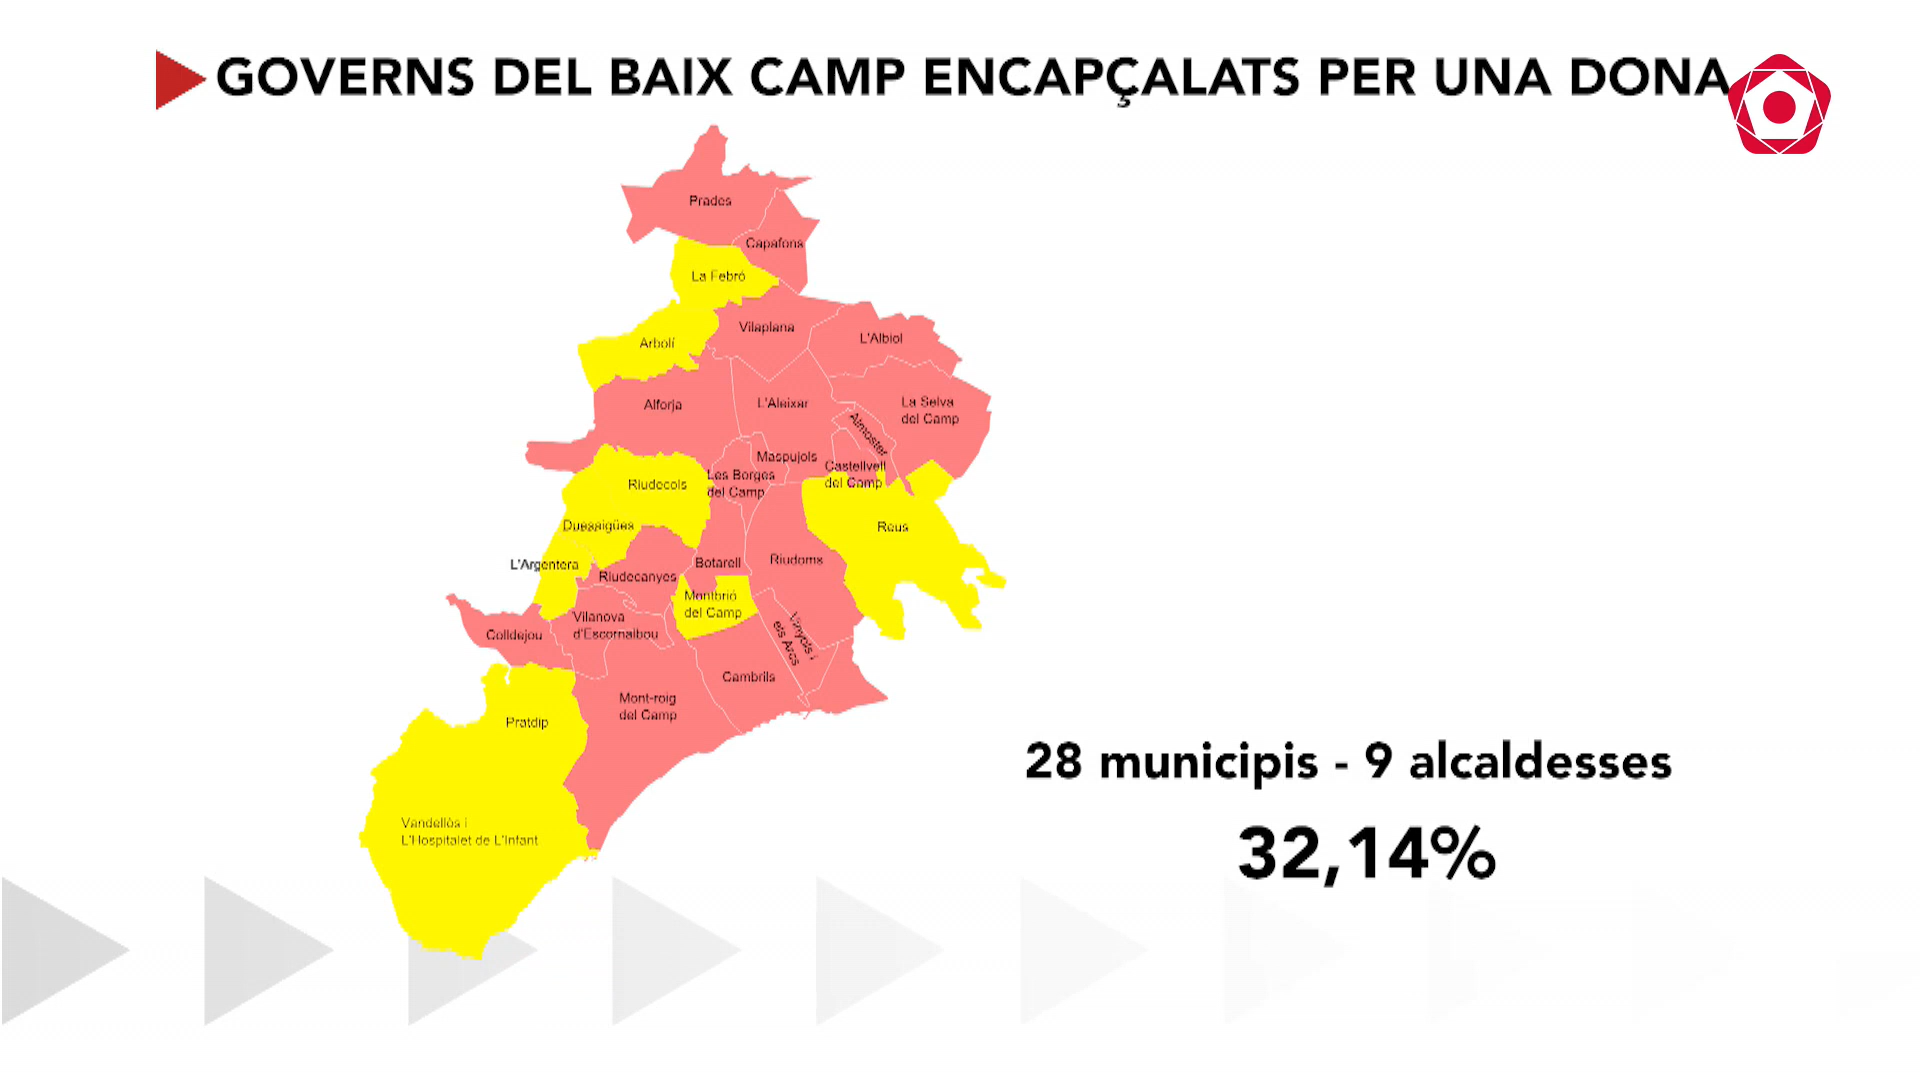 GOVERNS DEL BAIX CAMP ENCAPÇALATS PER UNA DONA
Prades
Capafons
La Febró
Vilaplana
L'Albiol
Arbolí
Alforja
L'Aleixar
La Selva
del Camp
Almoster
Maspujols
Castellvell
del Camp
Les Borges
del Camp
Riudecols
Duesaigües
Reus
L'Argentera
Riudecanyes
Botarell
Riudoms
Montbrió
del Camp
Vilanova
d'Escornalbou
Colldejou
Vinyols i
els Arcs
Cambrils
Mont-roig
del Camp
Pratdip
28 municipis - 9 alcaldesses
32,14%
Vandellòs i
L'Hospitalet de L'Infant